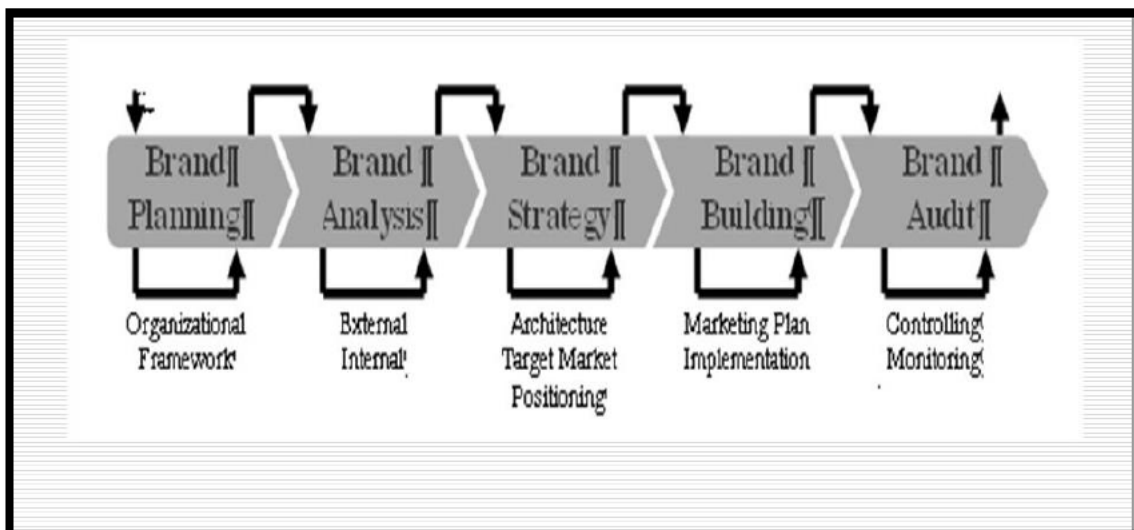 Brand¶
Planning¶
Brand ¶
Analysis¶
Brand ¶
Strategy¶
Brand ¶
Building¶
Brand ¶
Audit¶
Organizational
Framework
External
Internal
Architecture
Target Market
Positioning
Marketing Plan
Implementation
Controlling
Monitoring